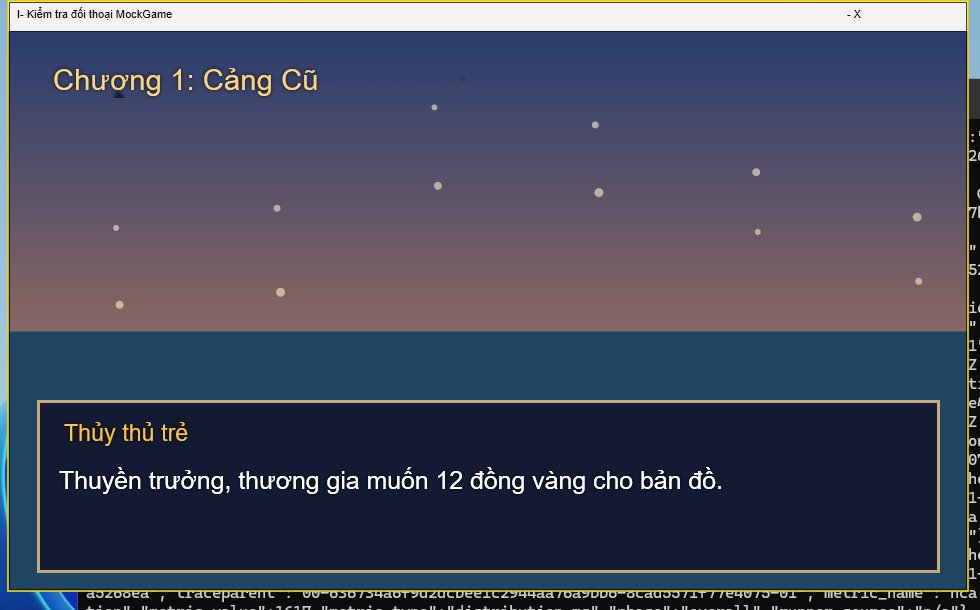 I- Kiểm tra đối thoại MockGame
- X
Chương 1: Cảng Cũ
Thủy thủ trẻ
Thuyền trưởng, thương gia muốn 12 đồng vàng cho bản đồ.